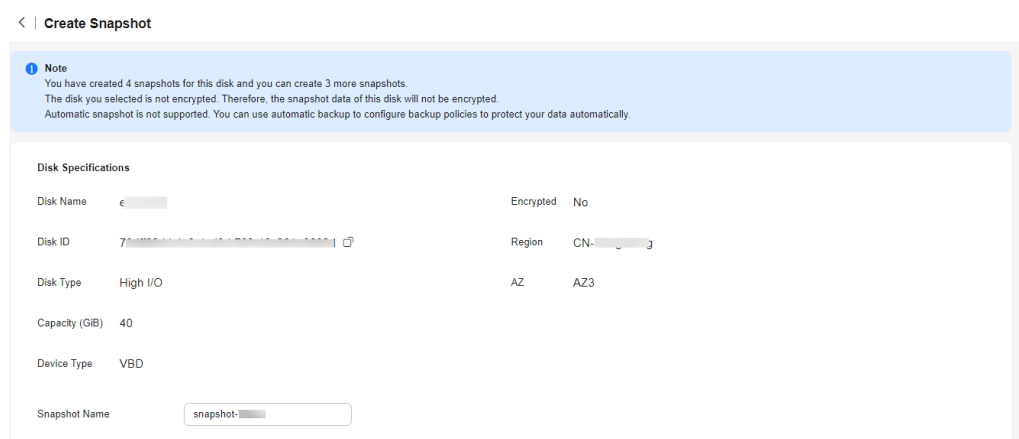 Create Snapshot
Note
You have created 4 snapshots for this disk and you can create 3 more snapshots.
The disk you selected is not encrypted. Therefore, the snapshot data of this disk will not be encrypted.
Automatic snapshot is not supported. You can use automatic backup to configure backup policies to protect your data automatically.
Disk Specifications
Disk Name
Encrypted No
Disk ID
Region CN-
Disk Type High I/O
AZ AZ3
Capacity (GiB) 40
Device Type VBD
Snapshot Name snapshot-